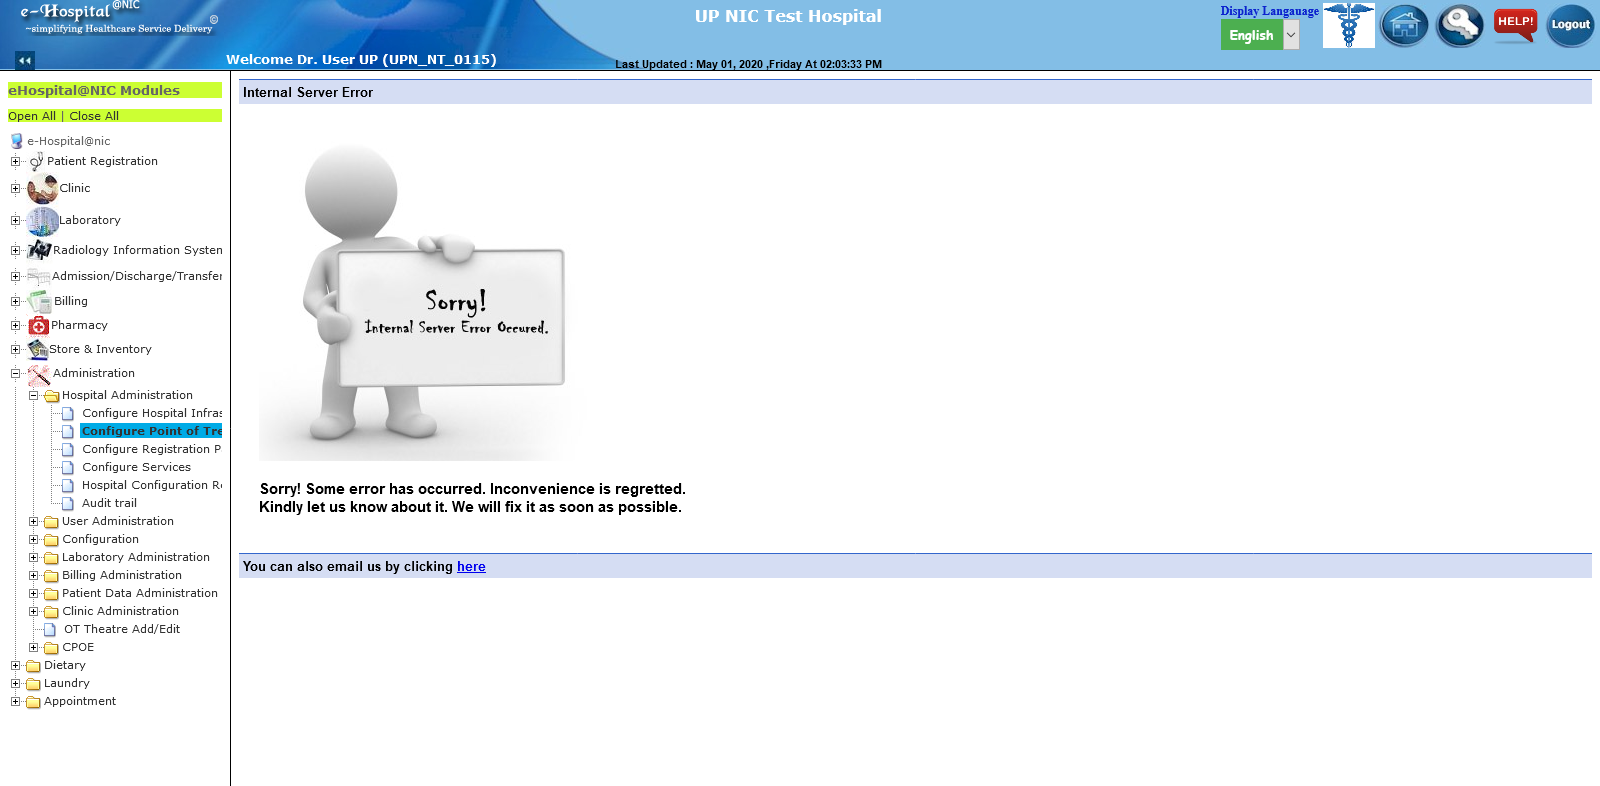 e-Hospital @NIC ©
~simplifying Healthcare Service Delivery
Welcome Dr. User UP (UPN_NT_0115)
UP NIC Test Hospital
Last Updated : May 01, 2020 ,Friday At 02:03:33 PM
Display Langauage
English
HELP!
Logout
eHospital@NIC Modules
Open All | Close All
e-Hospital@nic
Patient Registration
Clinic
Laboratory
Radiology Information System
Admission/Discharge/Transfer
Billing
Pharmacy
Store & Inventory
Administration
Hospital Administration
Configure Hospital Infras
Configure Point of Tre
Configure Registration P
Configure Services
Hospital Configuration Re
Audit trail
User Administration
Configuration
Laboratory Administration
Billing Administration
Patient Data Administration
Clinic Administration
OT Theatre Add/Edit
CPOE
Dietary
Laundry
Appointment
Internal Server Error
Sorry!
Internal Server Error Occured.
Sorry! Some error has occurred. Inconvenience is regretted.
Kindly let us know about it. We will fix it as soon as possible.
You can also email us by clicking here